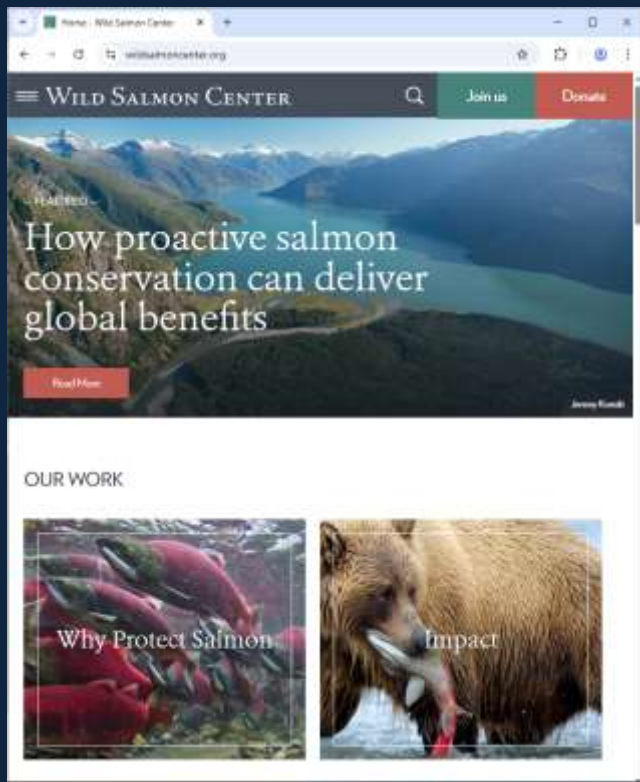 Home - Wild Salmon Center
wildsalmoncenter.org
WILD SALMON CENTER
Join us
Donate
– FEATURED –
How proactive salmon
conservation can deliver
global benefits
Read More
OUR WORK
Why Protect Salmon
Impact